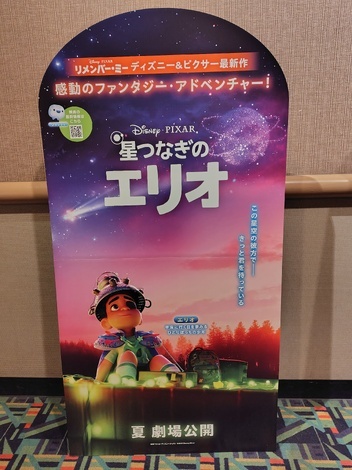 Disney·PIXAR
リメンバー・ミー ディズニー&ピクサー最新作
感動のファンタジー・アドベンチャー!
Disney·PIXAR
星つなぎの
エリオ
この星空の彼方で――
きっと君を待っている
エリオ
夏 劇場公開